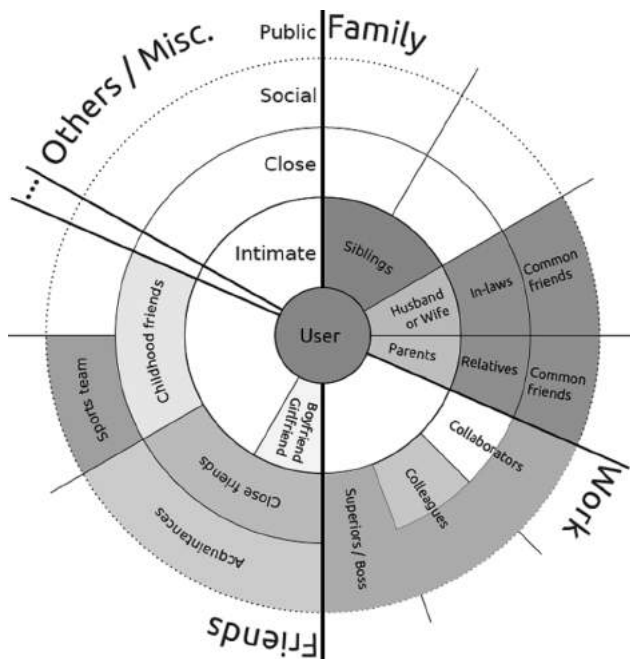 Public
Family
Others / Misc.
....
Social
Close
Intimate
Siblings
Husband
or Wife
In-laws
Common
friends
User
Parents
Relatives
Common
friends
Childhood friends
Sports team
Boyfriend
Girlfriend
Close friends
Acquaintances
Collaborators
Colleagues
Superiors / Boss
Work
Friends